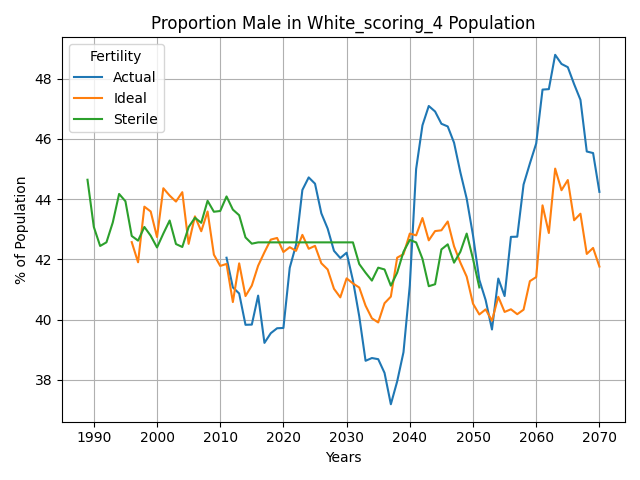 Proportion Male in White_scoring_4 Population
Fertility
Actual
Ideal
Sterile
% of Population
48
46
44
42
40
38
1990 2000 2010 2020 2030 2040 2050 2060 2070
Years